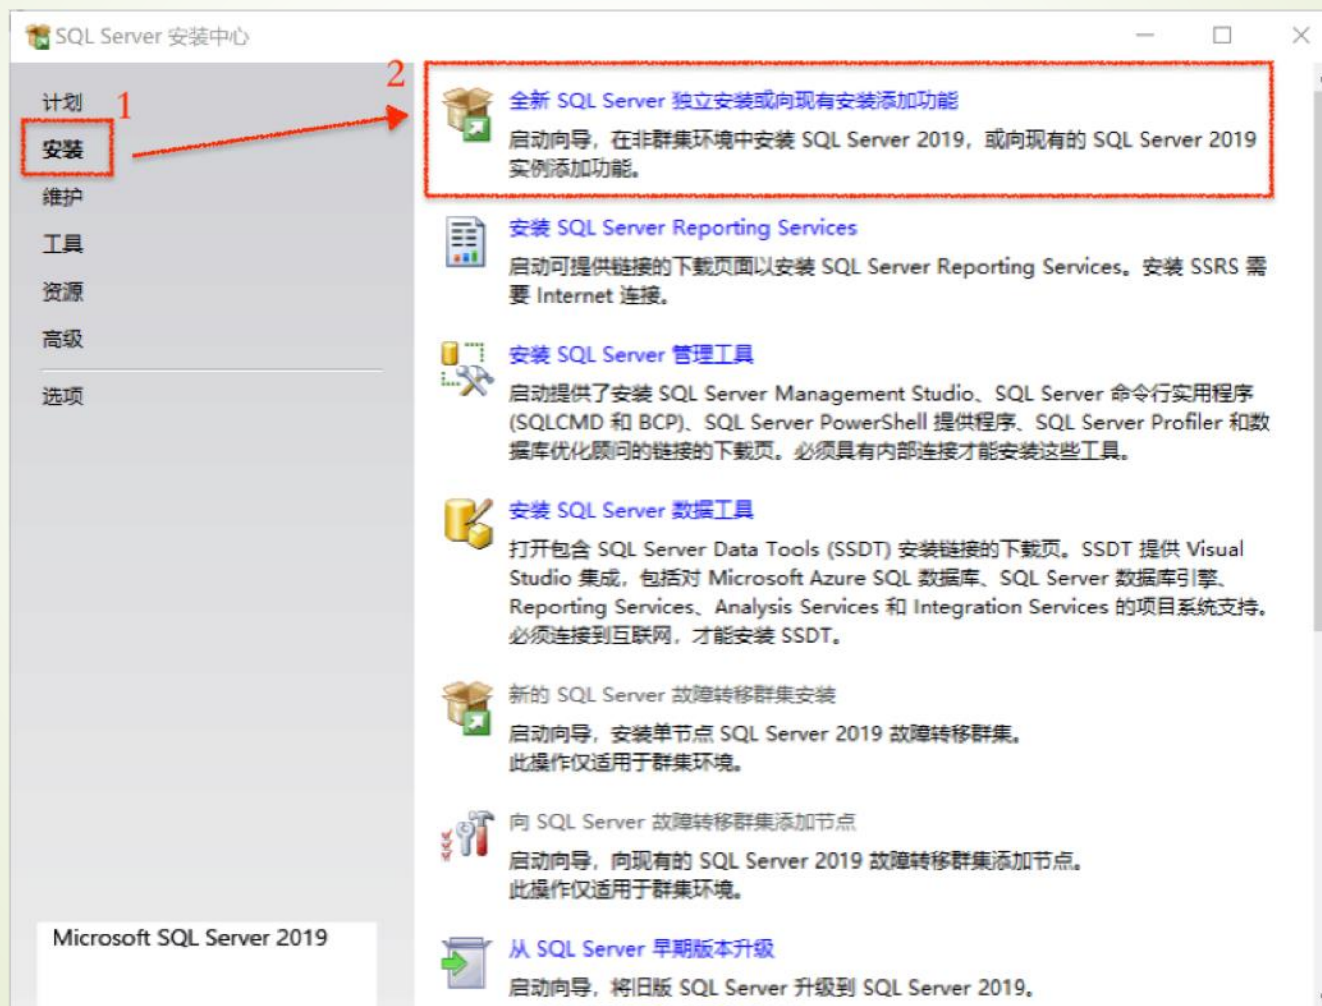 SQL Server 安装中心
计划
1
安装
维护
工具
资源
高级
选项
Microsoft SQL Server 2019
2
全新 SQL Server 独立安装或向现有安装添加功能
启动向导，在非群集环境中安装 SQL Server 2019，或向现有的 SQL Server 2019
实例添加功能。
安装 SQL Server Reporting Services
启动可提供链接的下载页面以安装 SQL Server Reporting Services。安装 SSRS 需
要 Internet 连接。
安装 SQL Server 管理工具
启动提供了安装 SQL Server Management Studio、SQL Server 命令行实用程序
(SQLCMD 和 BCP)、SQL Server PowerShell 提供程序、SQL Server Profiler 和数
据库优化顾问的链接的下载页。必须具有内部连接才能安装这些工具。
安装 SQL Server 数据工具
打开包含 SQL Server Data Tools (SSDT) 安装链接的下载页。SSDT 提供 Visual
Studio 集成，包括对 Microsoft Azure SQL 数据库、SQL Server 数据库引擎、
Reporting Services、Analysis Services 和 Integration Services 的项目系统支持。
必须连接到互联网，才能安装 SSDT。
新的 SQL Server 故障转移群集安装
启动向导，安装单节点 SQL Server 2019 故障转移群集。
此操作仅适用于群集环境。
向 SQL Server 故障转移群集添加节点
启动向导，向现有的 SQL Server 2019 故障转移群集添加节点。
此操作仅适用于群集环境。
从 SQL Server 早期版本升级
启动向导，将旧版 SQL Server 升级到 SQL Server 2019。